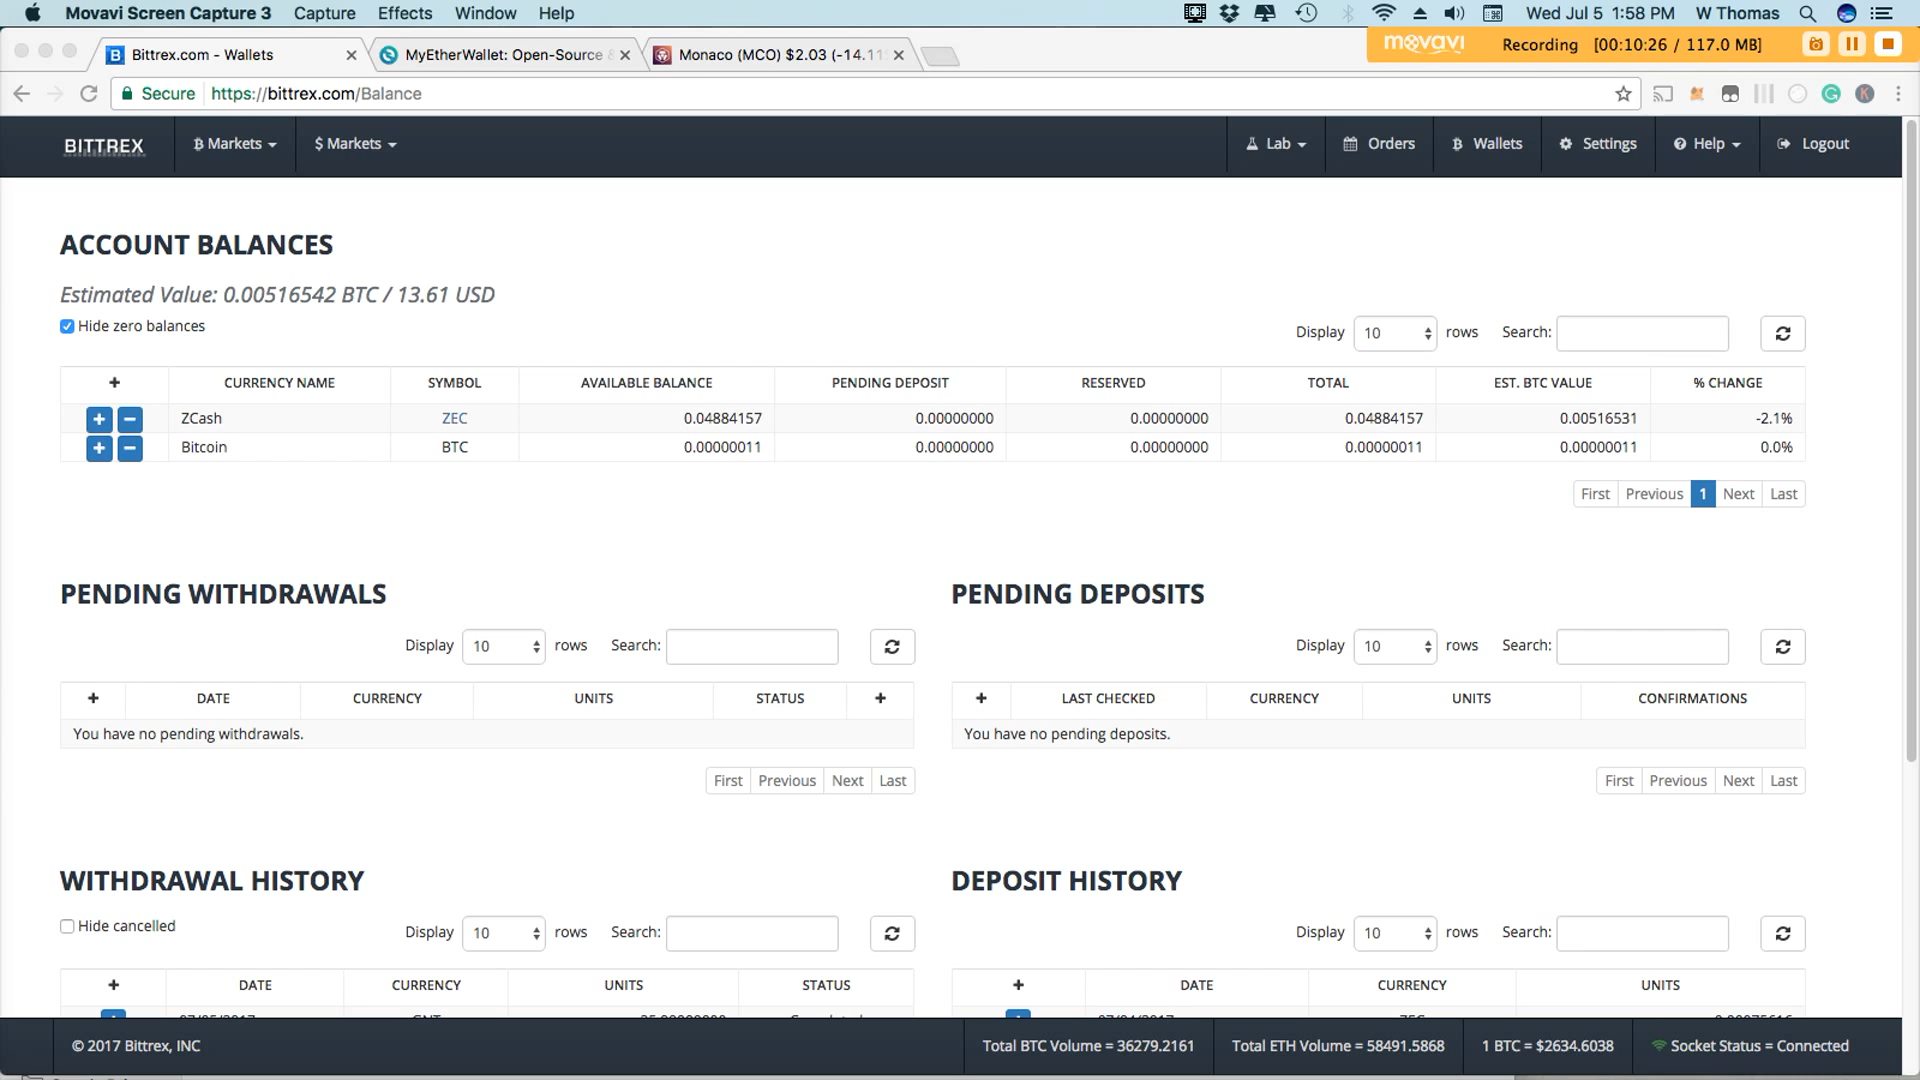 Movavi Screen Capture 3 Capture Effects Window Help Wed Jul 5 1:58 PM W Thomas
Bittrex.com - Wallets MyEtherWallet: Open-Source Monaco (MCO) $2.03 (-14.11
movavi Recording [00:10:26 / 117.0 MB]
Secure https://bittrex.com/Balance K
BITTREX Markets $ Markets Lab Orders Wallets Settings Help Logout
ACCOUNT BALANCES
Estimated Value: 0.00516542 BTC / 13.61 USD
Hide zero balances
Display 10 rows Search:
+ CURRENCY NAME SYMBOL AVAILABLE BALANCE PENDING DEPOSIT RESERVED TOTAL EST. BTC VALUE % CHANGE
+ − ZCash ZEC 0.04884157 0.00000000 0.00000000 0.04884157 0.00516531 -2.1%
+ − Bitcoin BTC 0.00000011 0.00000000 0.00000000 0.00000011 0.00000011 0.0%
First Previous 1 Next Last
PENDING WITHDRAWALS
Display 10 rows Search:
+ DATE CURRENCY UNITS STATUS +
You have no pending withdrawals.
First Previous Next Last
PENDING DEPOSITS
Display 10 rows Search:
+ LAST CHECKED CURRENCY UNITS CONFIRMATIONS
You have no pending deposits.
First Previous Next Last
WITHDRAWAL HISTORY
Hide cancelled
Display 10 rows Search:
+ DATE CURRENCY UNITS STATUS
DEPOSIT HISTORY
Display 10 rows Search:
+ DATE CURRENCY UNITS
© 2017 Bittrex, INC Total BTC Volume = 36279.2161 Total ETH Volume = 58491.5868 1 BTC = $2634.6038 Socket Status = Connected